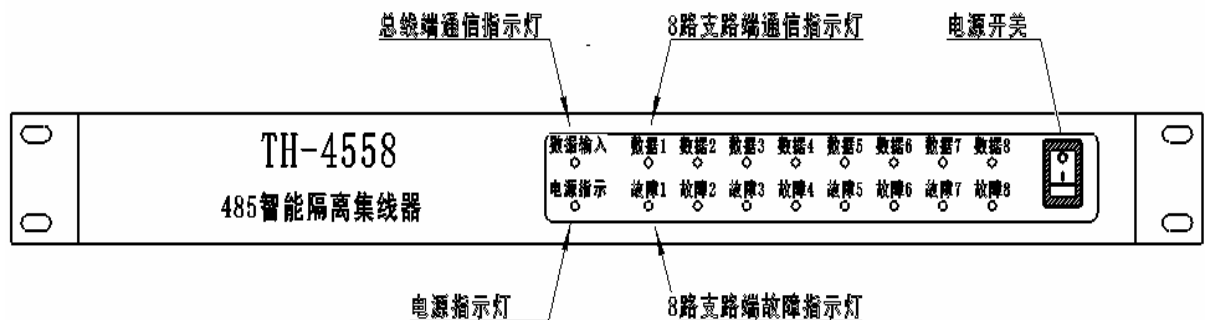 总线端通信指示灯 8路支路端通信指示灯 电源开关
TH-4558
485智能隔离集线器
数据输入 数据1 数据2 数据3 数据4 数据5 数据6 数据7 数据8
电源指示 故障1 故障2 故障3 故障4 故障5 故障6 故障7 故障8
电源指示灯 8路支路端故障指示灯